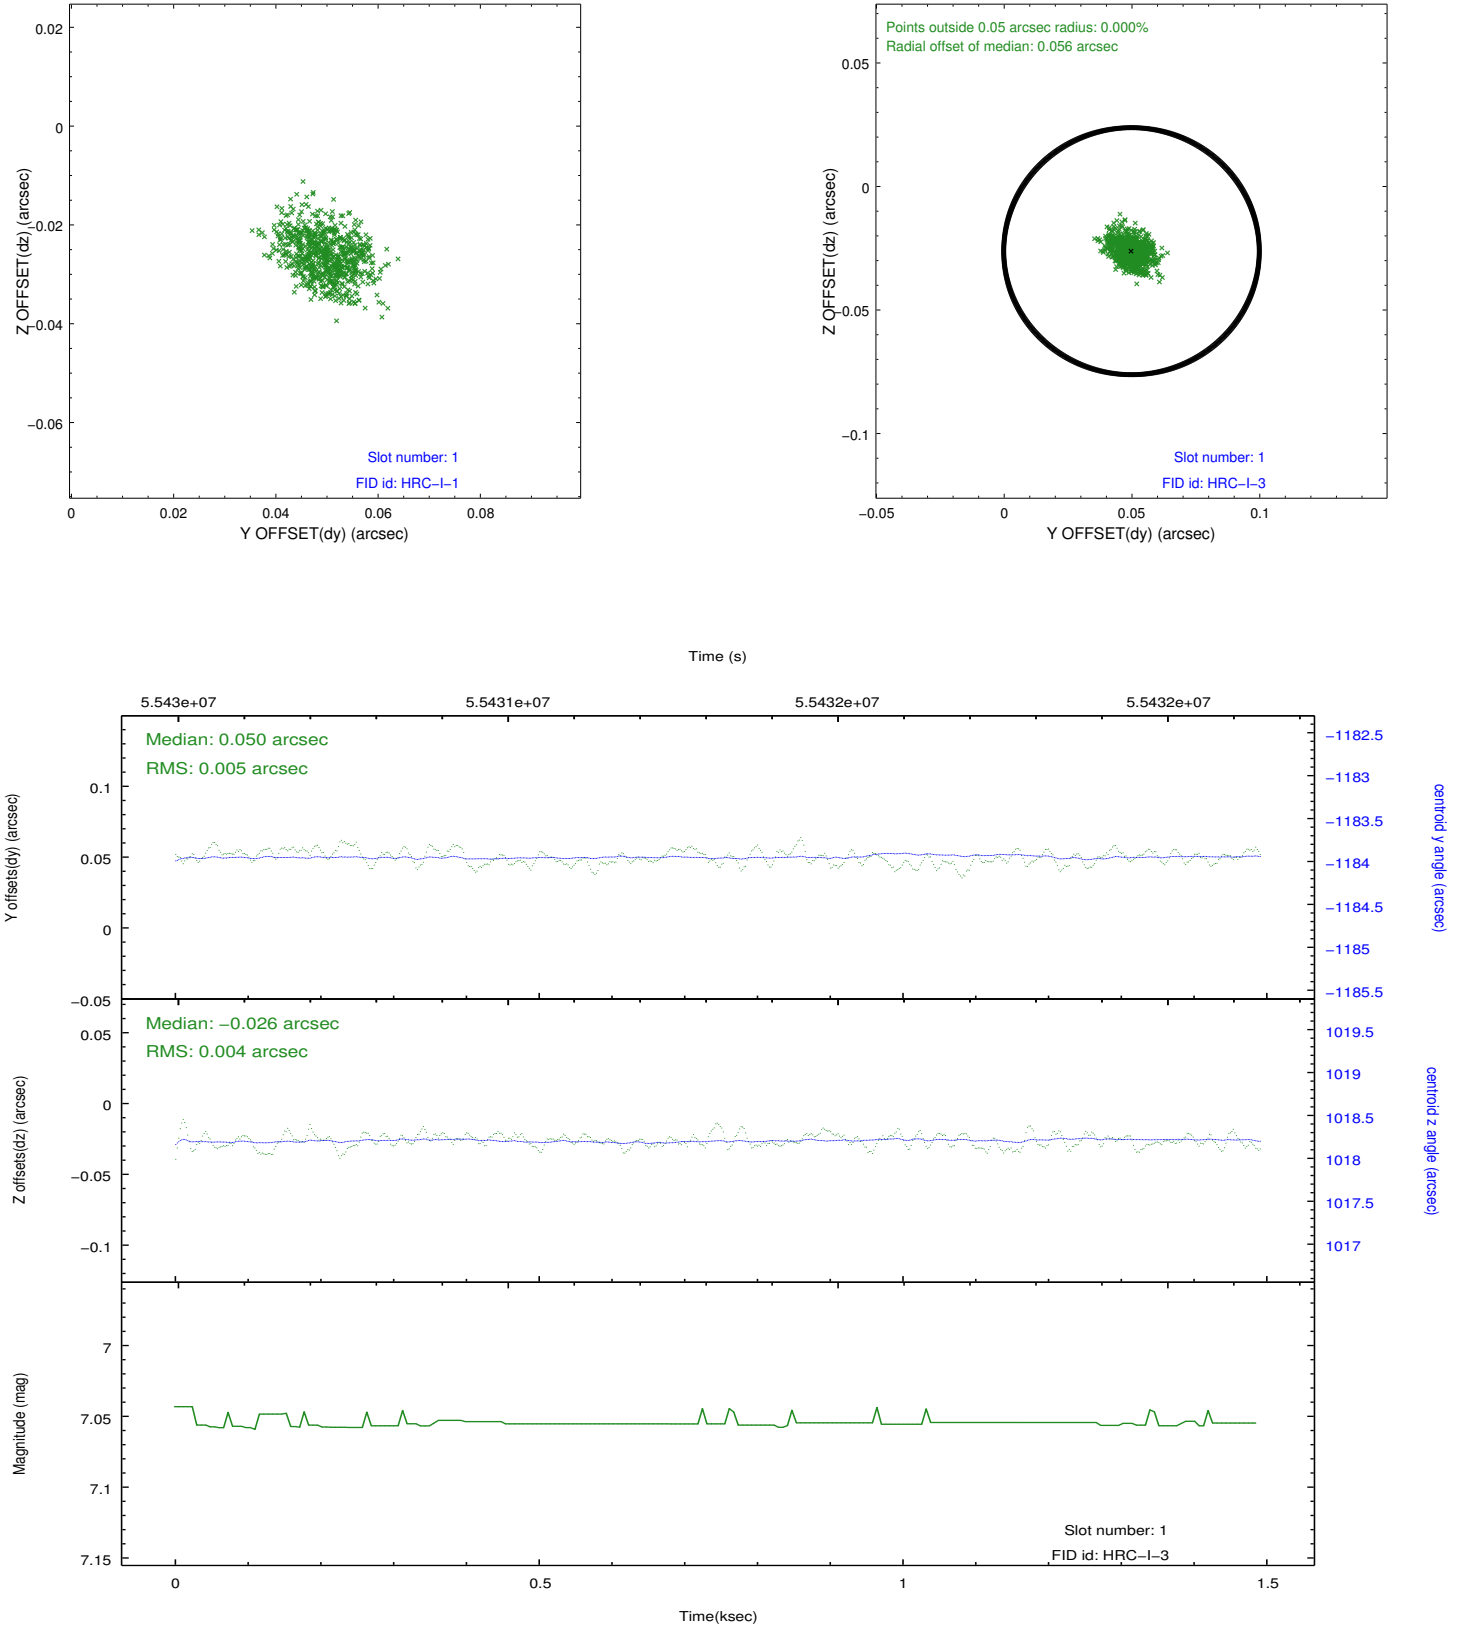 0.02
0
−0.02
−0.04
−0.06
Z OFFSET(dz) (arcsec)
Slot number: 1
FID id: HRC−I−1
0
0.02
0.04
0.06
0.08
Y OFFSET(dy) (arcsec)
Points outside 0.05 arcsec radius: 0.000%
Radial offset of median: 0.056 arcsec
0.05
0
−0.05
−0.1
Z OFFSET(dz) (arcsec)
Slot number: 1
FID id: HRC−I−3
−0.05
0
0.05
0.1
Y OFFSET(dy) (arcsec)
Time (s)
5.543e+07
5.5431e+07
5.5432e+07
5.5432e+07
Median: 0.050 arcsec
RMS: 0.005 arcsec
0.1
0.05
0
−0.05
Y offsets(dy) (arcsec)
−1182.5
−1183
−1183.5
−1184
−1184.5
−1185
−1185.5
centroid y angle (arcsec)
Median: −0.026 arcsec
RMS: 0.004 arcsec
0.05
0
−0.05
−0.1
Z offsets(dz) (arcsec)
1019.5
1019
1018.5
1018
1017.5
1017
centroid z angle (arcsec)
7
7.05
7.1
7.15
Magnitude (mag)
Slot number: 1
FID id: HRC−I−3
0
0.5
1
1.5
Time(ksec)